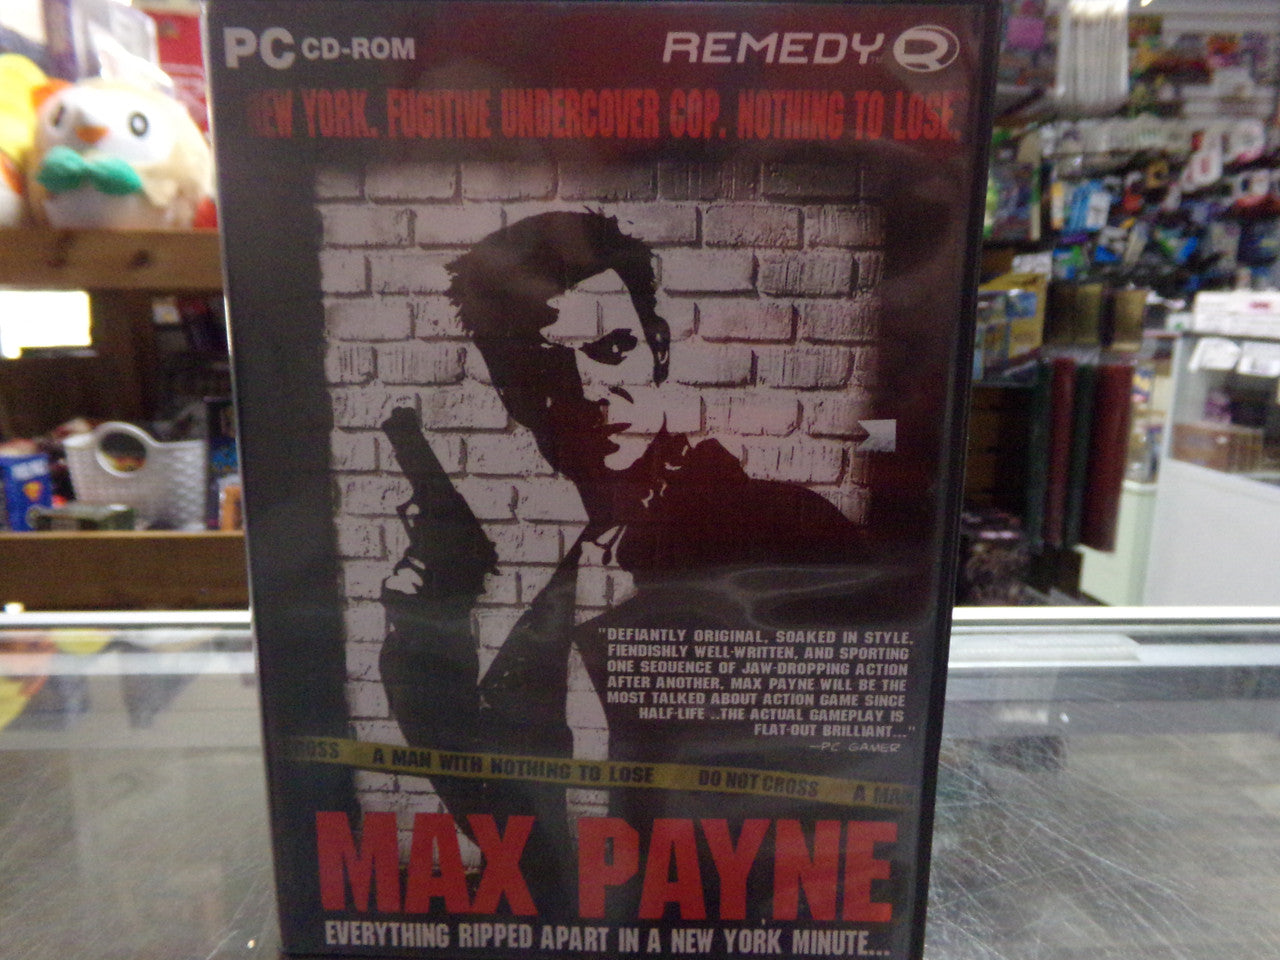 PC CD-ROM
REMEDY
NEW YORK. FUGITIVE UNDERCOVER COP. NOTHING TO LOSE.
"DEFIANTLY ORIGINAL, SOAKED IN STYLE,
FIENDISHLY WELL-WRITTEN, AND SPORTING
ONE SEQUENCE OF JAW-DROPPING ACTION
AFTER ANOTHER, MAX PAYNE WILL BE THE
MOST TALKED ABOUT ACTION GAME SINCE
HALF-LIFE ..THE ACTUAL GAMEPLAY IS
FLAT-OUT BRILLIANT..."
—PC GAMER
CROSS A MAN WITH NOTHING TO LOSE DO NOT CROSS A MAN
MAX PAYNE
EVERYTHING RIPPED APART IN A NEW YORK MINUTE...